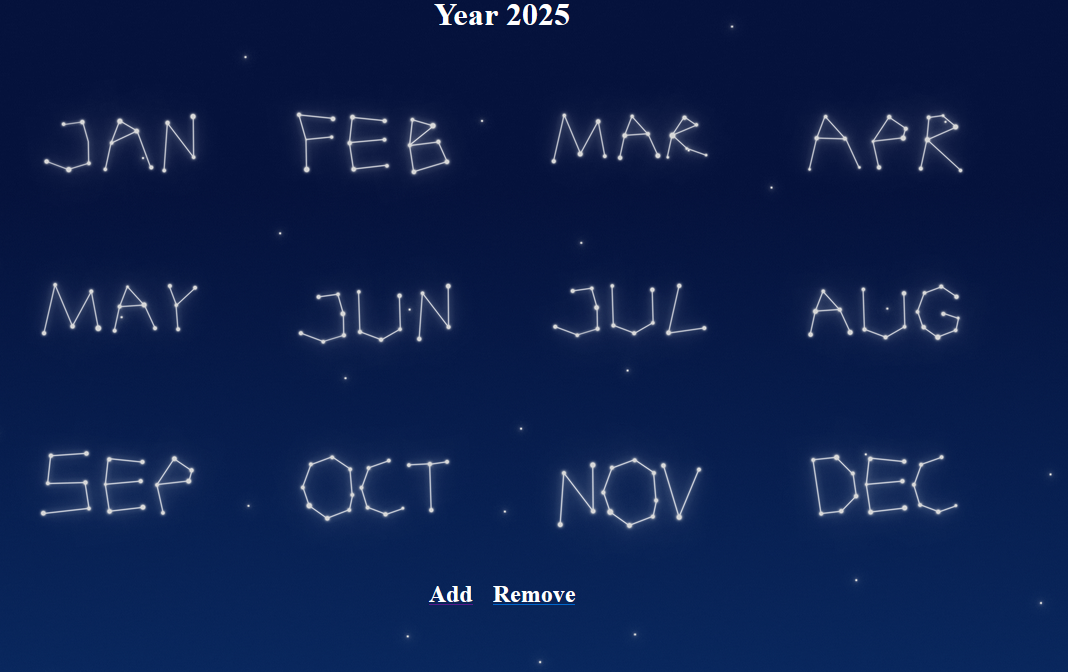 Year 2025
JAN FEB MAR APR
MAY JUN JUL AUG
SEP OCT NOV DEC
Add Remove